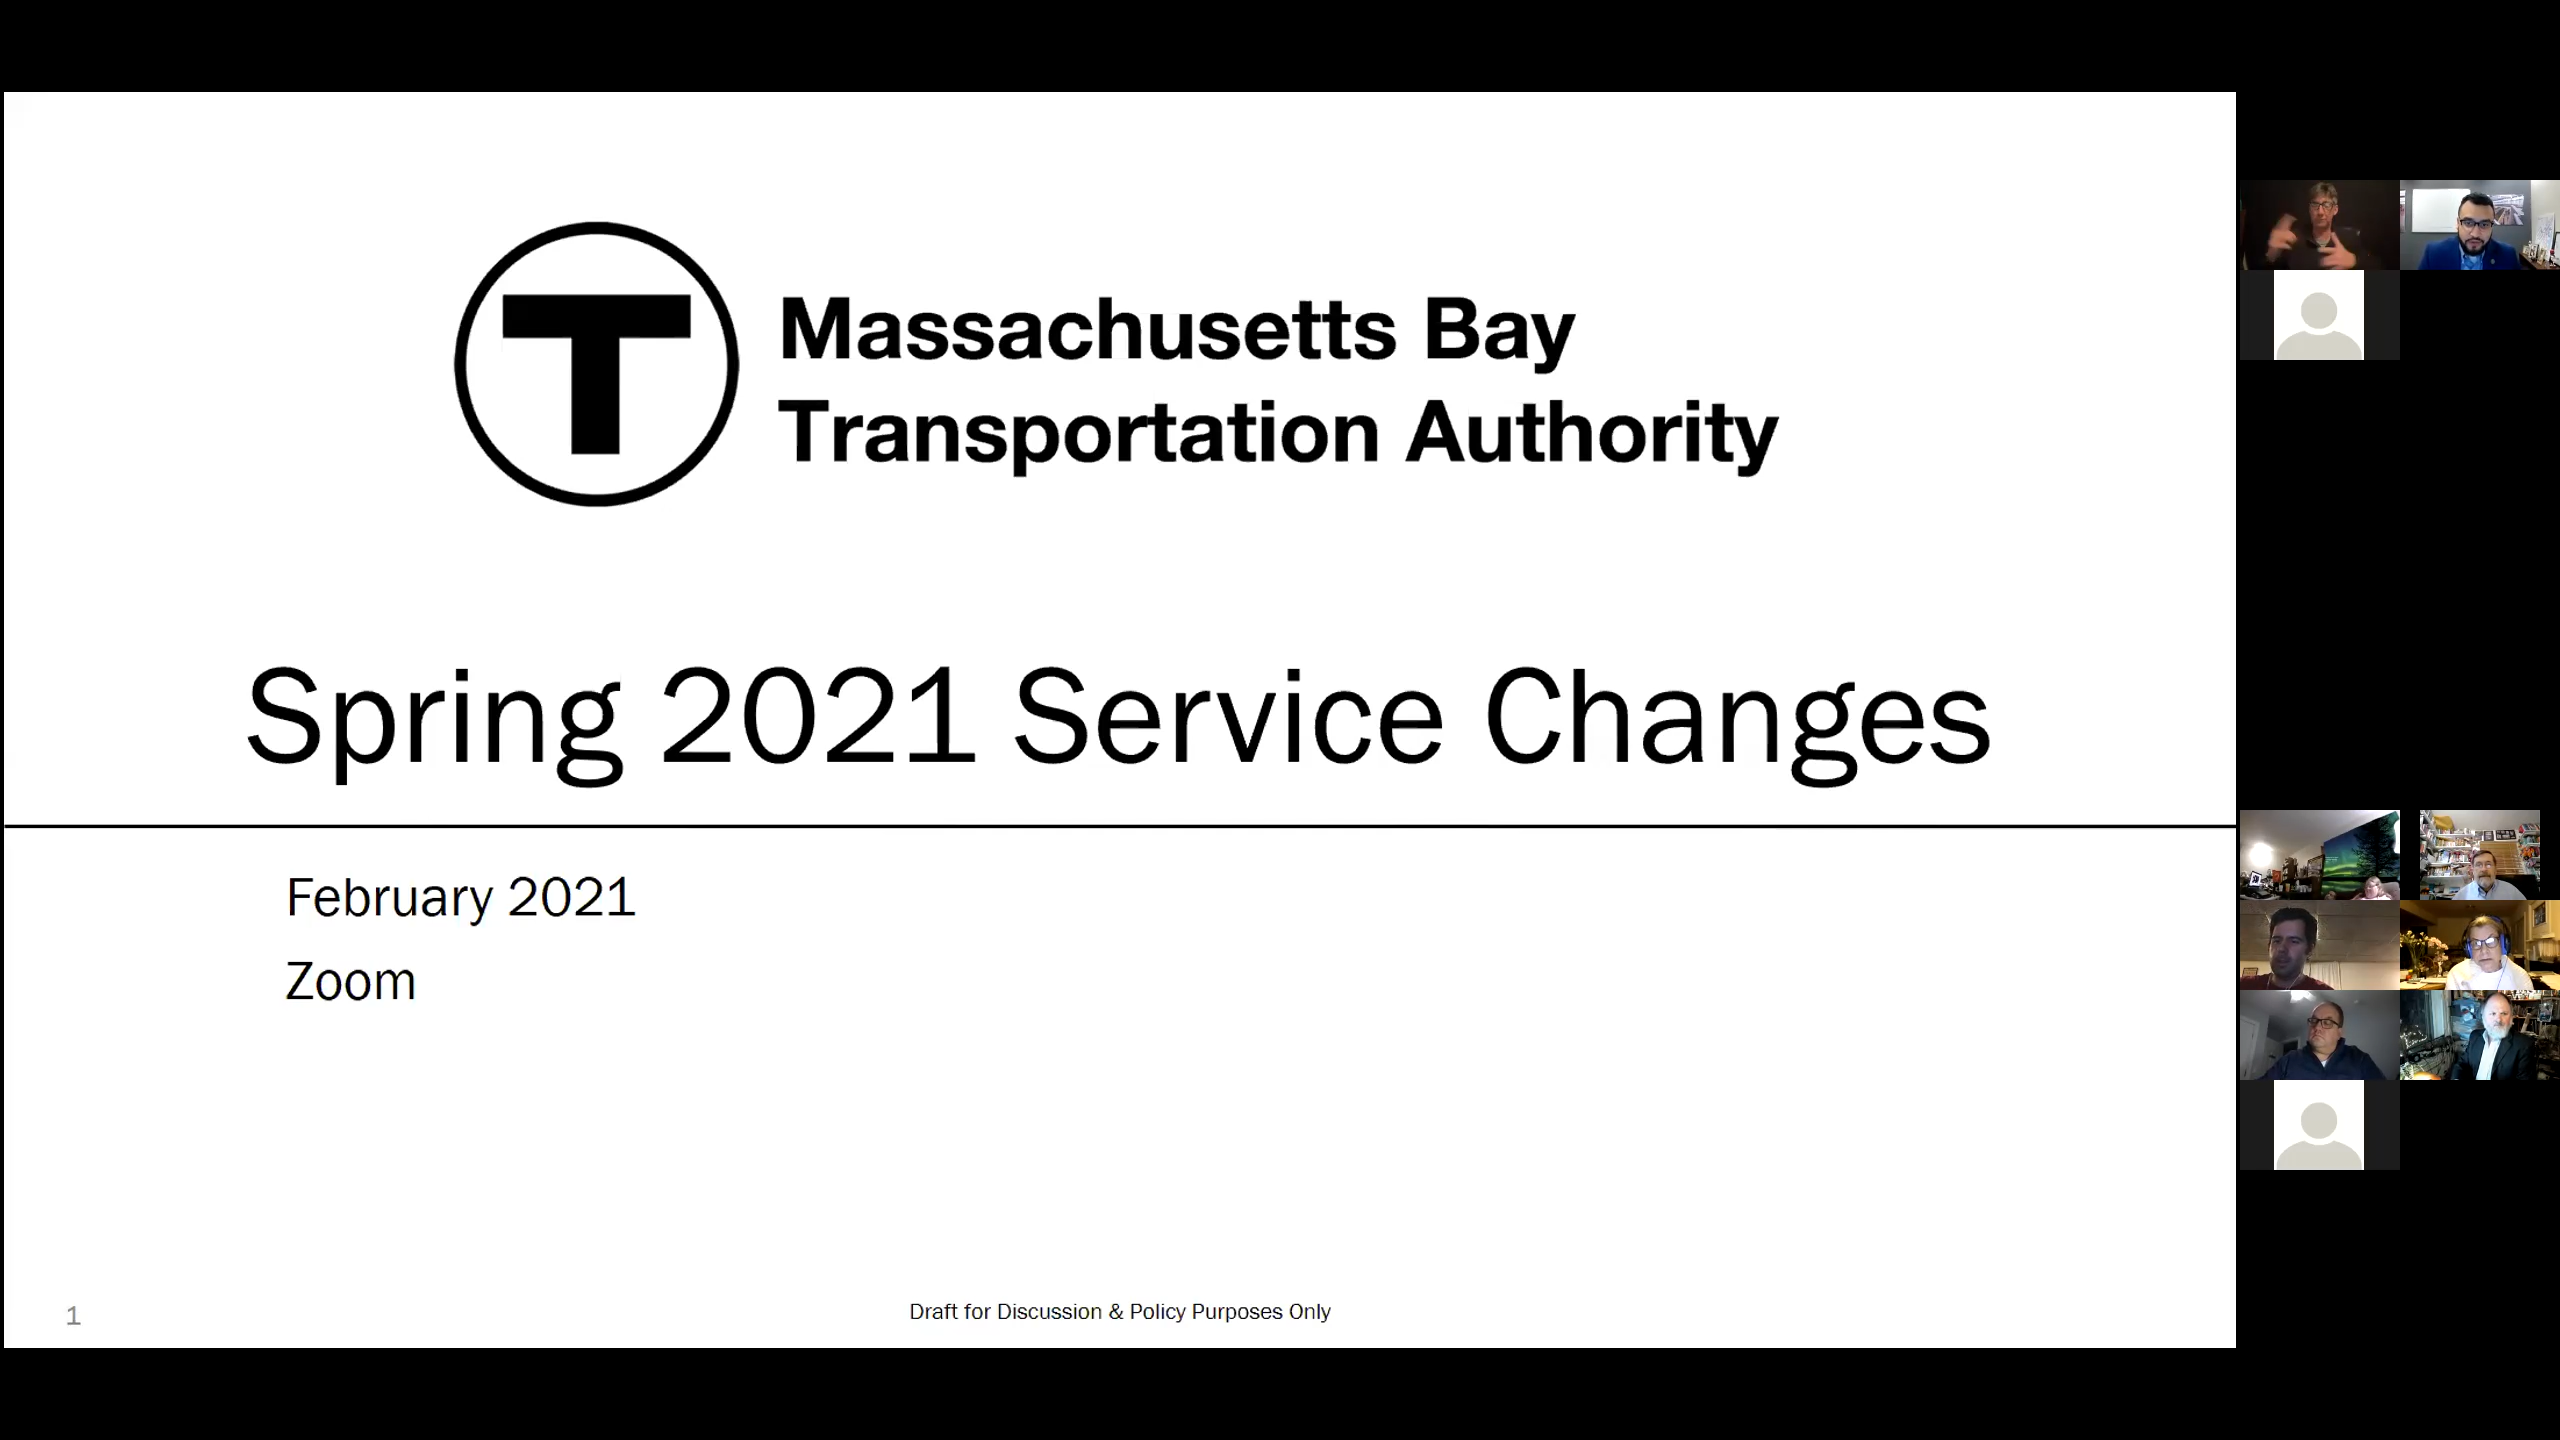 T
Massachusetts Bay
Transportation Authority
Spring 2021 Service Changes
February 2021
Zoom
1
Draft for Discussion & Policy Purposes Only